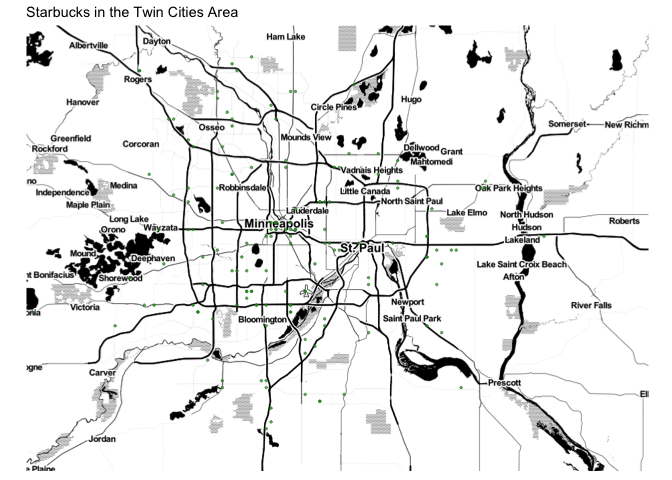 Starbucks in the Twin Cities Area
Albertville
Dayton
Ham Lake
Rogers
Hanover
Circle Pines
Hugo
Osseo
Somerset
New Richm
Greenfield
Rockford
Corcoran
Mounds View
Dellwood
Grant
Mahtomedi
Vadnais Heights
no
Independence
Medina
Robbinsdale
Little Canada
Oak Park Heights
Maple Plain
North Saint Paul
Long Lake
Orono
Wayzata
Lauderdale
Lake Elmo
North Hudson
Minneapolis
Hudson
Roberts
St. Paul
Lakeland
Mound
Deephaven
t Bonifacius
Shorewood
Lake Saint Croix Beach
Afton
onia
Victoria
Newport
River Falls
Bloomington
Saint Paul Park
ogne
Carver
Prescott
Ell
Jordan
e Plaine